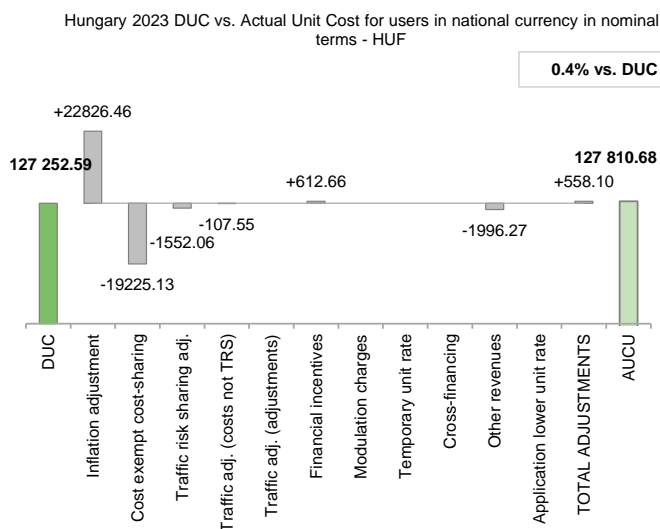 Hungary 2023 DUC vs. Actual Unit Cost for users in national currency in nominal
terms - HUF
0.4% vs. DUC
+22826.46
127 252.59
127 810.68
+612.66
+558.10
-107.55
-1552.06
-1996.27
-19225.13
DUC
Inflation adjustment
Cost exempt cost-sharing
Traffic risk sharing adj.
Traffic adj. (costs not TRS)
Traffic adj. (adjustments)
Financial incentives
Modulation charges
Temporary unit rate
Cross-financing
Other revenues
Application lower unit rate
TOTAL ADJUSTMENTS
AUCU